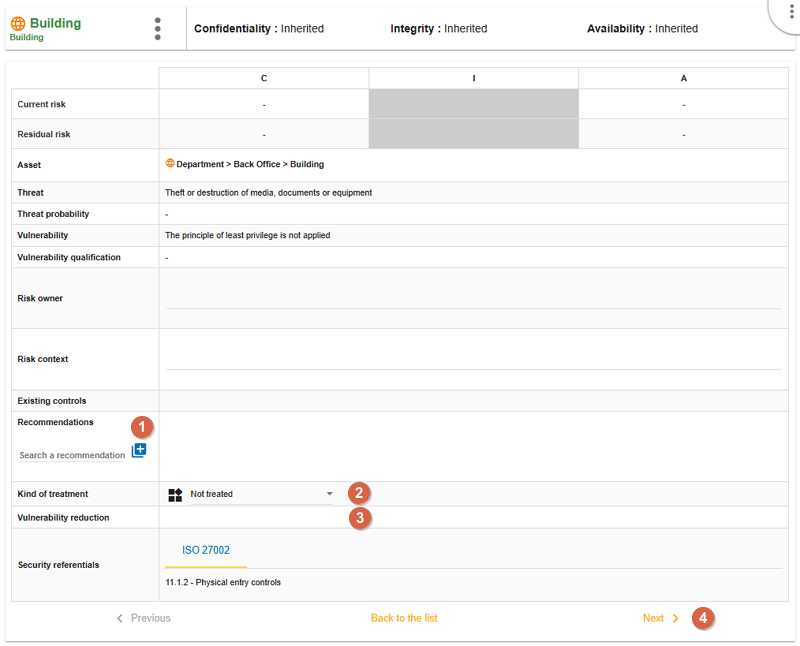 Building
Building
Confidentiality : Inherited
Integrity : Inherited
Availability : Inherited
C I A
Current risk - -
Residual risk - -
Asset Department > Back Office > Building
Threat Theft or destruction of media, documents or equipment
Threat probability -
Vulnerability The principle of least privilege is not applied
Vulnerability qualification -
Risk owner
Risk context
Existing controls
Recommendations 1
Search a recommendation
Kind of treatment Not treated 2
Vulnerability reduction 3
ISO 27002
Security referentials
11.1.2 - Physical entry controls
Previous Back to the list Next 4